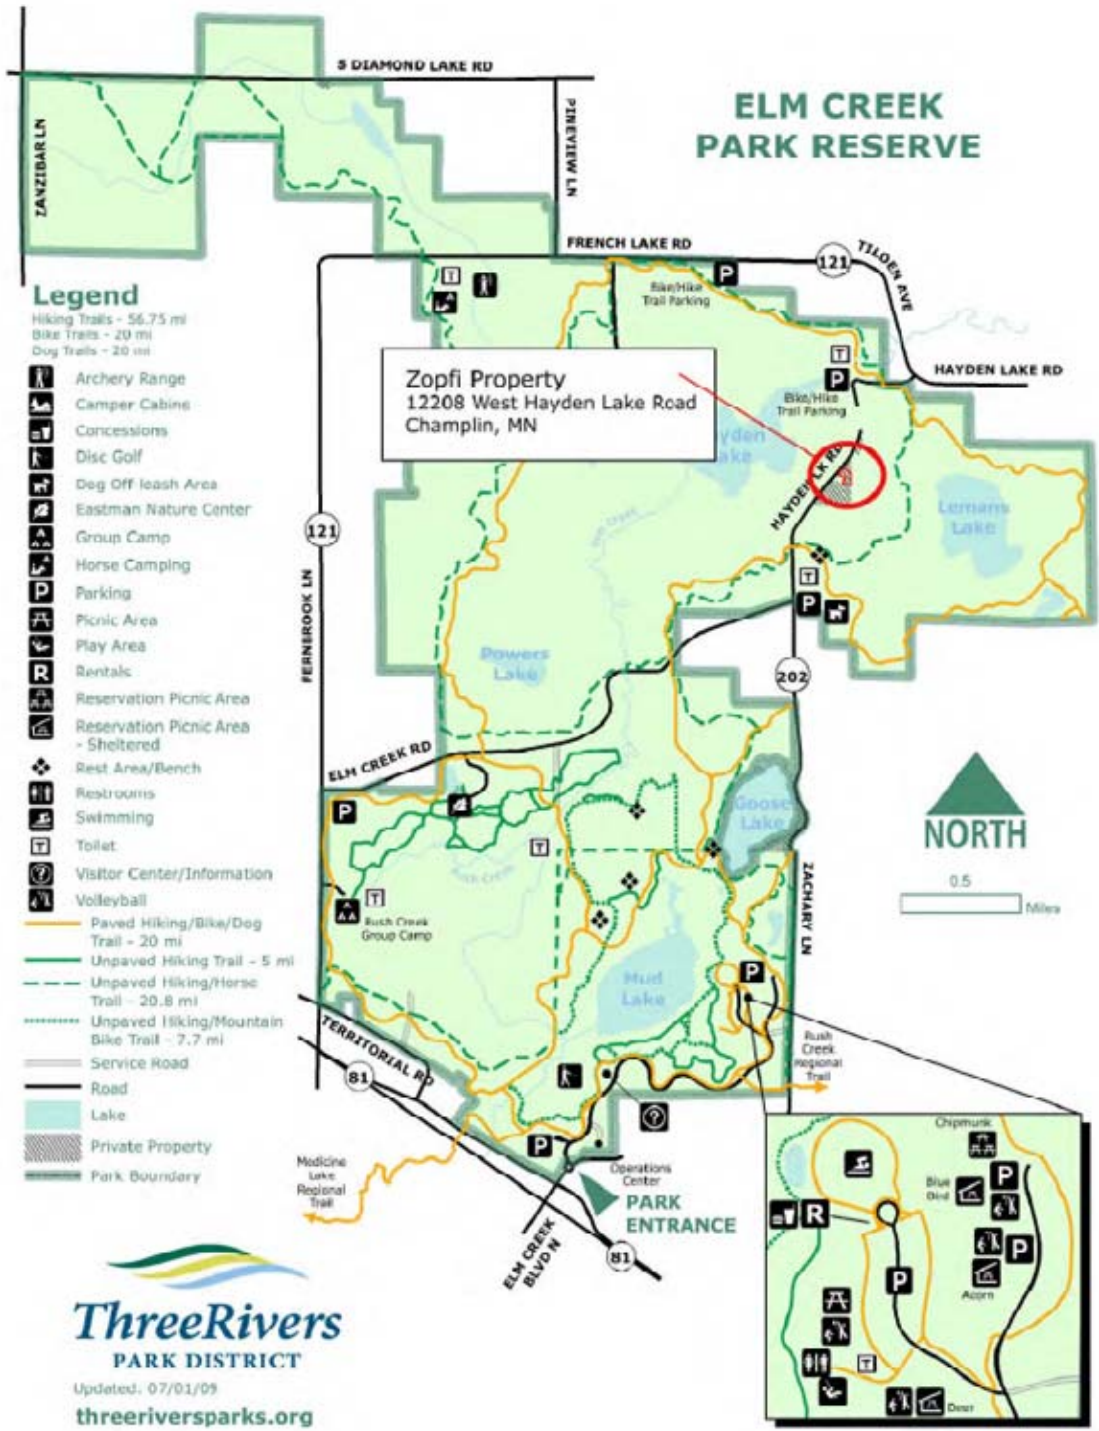 S DIAMOND LAKE RD
ELM CREEK
PARK RESERVE
ZANZIBAR LN
PINEVIEW LN
FRENCH LAKE RD
121
TILDEN AVE
P
T
Bike/Hike
Trail Parking
HAYDEN LAKE RD
T
P
Bike/Hike
Trail Parking
Legend
Hiking Trails - 56.75 mi
Bike Trails - 20 mi
Dog Trails - 20 mi
Archery Range
Camper Cabins
Concessions
Disc Golf
Dog Off-leash Area
Eastman Nature Center
Group Camp
Horse Camping
P Parking
Picnic Area
Play Area
R Rentals
Reservation Picnic Area
Reservation Picnic Area
- Sheltered
Rest Area/Bench
Restrooms
Swimming
T Toilet
? Visitor Center/Information
Volleyball
Paved Hiking/Bike/Dog
Trail - 20 mi
Unpaved Hiking Trail - 5 mi
Unpaved Hiking/Horse
Trail - 20.8 mi
Unpaved Hiking/Mountain
Bike Trail - 7.7 mi
Service Road
Road
Lake
Private Property
Park Boundary
Zopfi Property
12208 West Hayden Lake Road
Champlin, MN
yden
ake
HAYDEN LK RD
Lemans
Lake
121
FERNBROOK LN
Elm Creek
T
P
Powers
Lake
202
ELM CREEK RD
P
Goose
Lake
NORTH
0.5
Miles
T
Rush Creek
T
Rush Creek
Group Camp
ZACHARY LN
P
Mud
Lake
TERRITORIAL RD
81
Rush
Creek
Regional
Trail
?
P
Operations
Center
Medicine
Lake
Regional
Trail
PARK
ENTRANCE
ELM CREEK
BLVD N
81
Chipmunk
P
Blue
Bird
R
P
Acorn
P
T
Deer
ThreeRivers
PARK DISTRICT
Updated: 07/01/09
threeriversparks.org